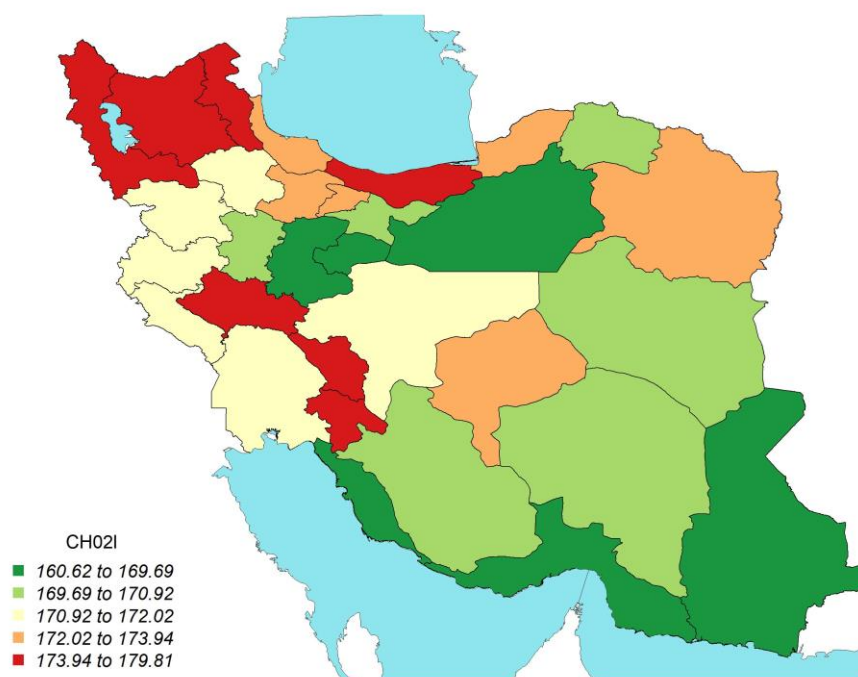 CH02I
160.62 to 169.69
169.69 to 170.92
170.92 to 172.02
172.02 to 173.94
173.94 to 179.81